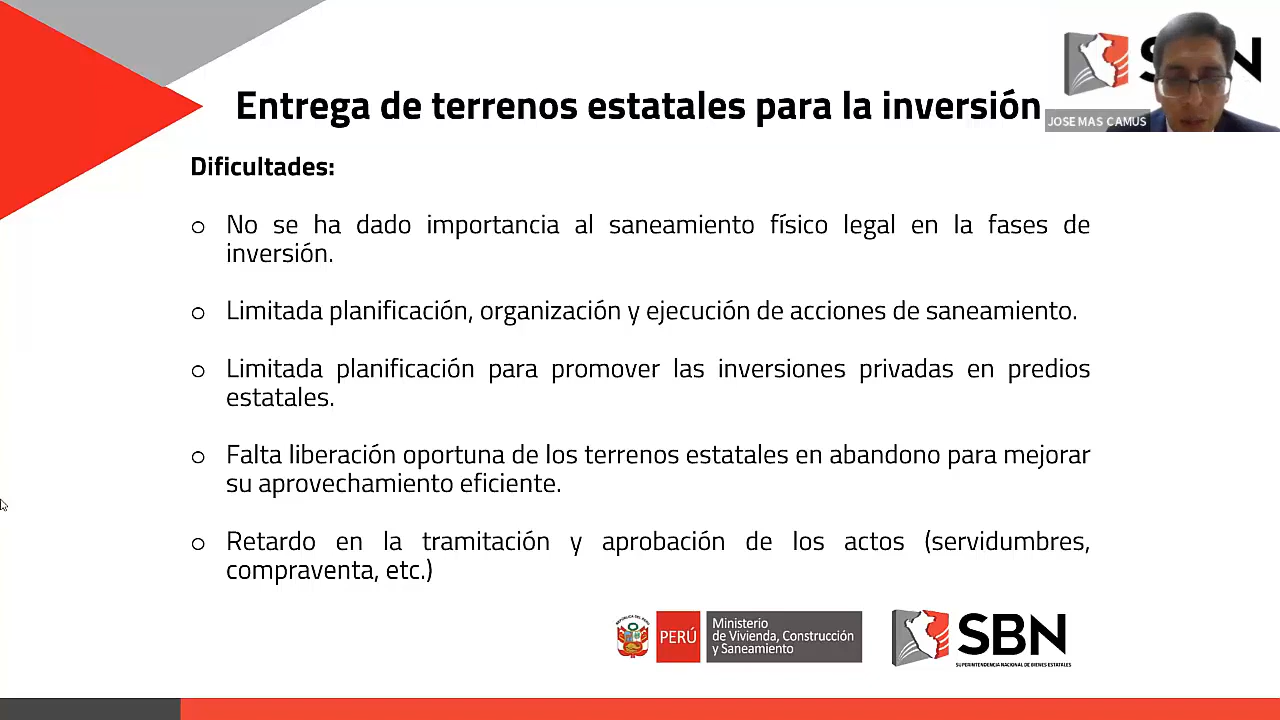 SBN
Entrega de terrenos estatales para la inversión
JOSE MAS CAMUS
Dificultades:
o No se ha dado importancia al saneamiento físico legal en la fases de
inversión.
o Limitada planificación, organización y ejecución de acciones de saneamiento.
o Limitada planificación para promover las inversiones privadas en predios
estatales.
o Falta liberación oportuna de los terrenos estatales en abandono para mejorar
su aprovechamiento eficiente.
o Retardo en la tramitación y aprobación de los actos (servidumbres,
compraventa, etc.)
REPÚBLICA DEL PERÚ
PERÚ
Ministerio
de Vivienda, Construcción
y Saneamiento
SBN
SUPERINTENDENCIA NACIONAL DE BIENES ESTATALES